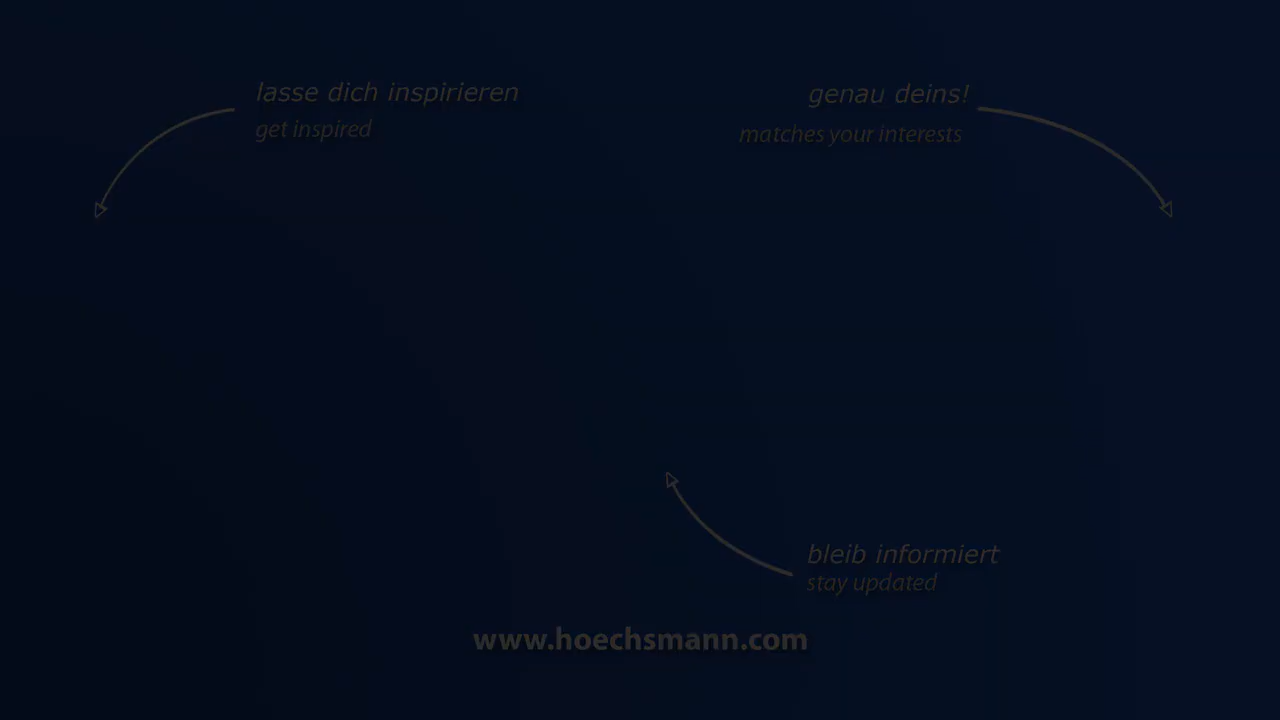 lasse dich inspirieren
get inspired
genau deins!
matches your interests
bleib informiert
stay updated
www.hoechsmann.com